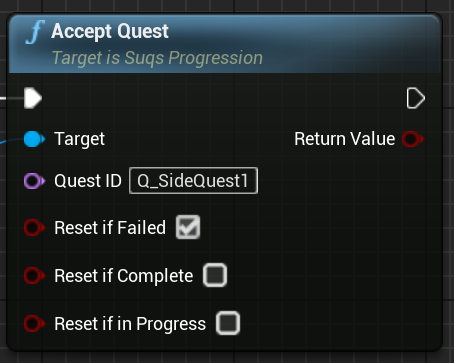 Accept Quest
Target is Suqs Progression
Target
Return Value
Quest ID Q_SideQuest1
Reset if Failed
Reset if Complete
Reset if in Progress